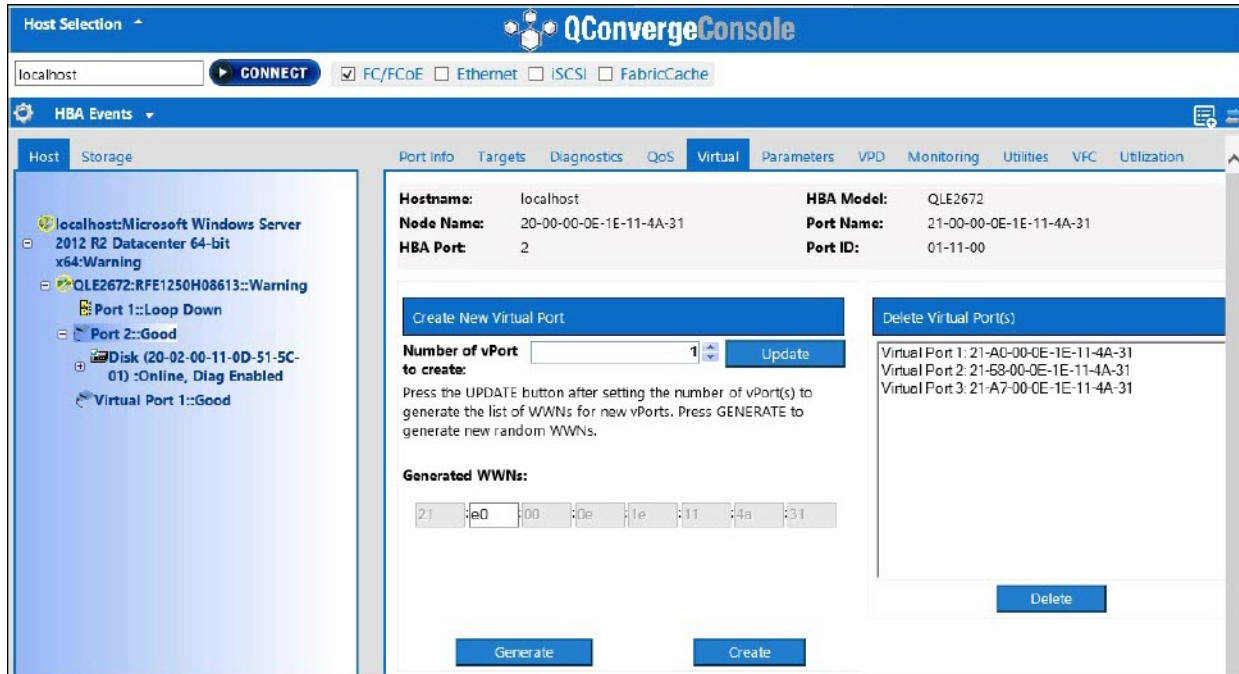 Host Selection
QConvergeConsole
localhost
CONNECT
FC/FCoE Ethernet iSCSI FabricCache
HBA Events
Host Storage
Port Info Targets Diagnostics QoS Virtual Parameters VPD Monitoring Utilities VFC Utilization
localhost:Microsoft Windows Server
2012 R2 Datacenter 64-bit
x64:Warning
QLE2672:RFE1250H08613::Warning
Port 1::Loop Down
Port 2::Good
Disk (20-02-00-11-0D-51-5C-
01) :Online, Diag Enabled
Virtual Port 1::Good
Hostname: localhost HBA Model: QLE2672
Node Name: 20-00-00-0E-1E-11-4A-31 Port Name: 21-00-00-0E-1E-11-4A-31
HBA Port: 2 Port ID: 01-11-00
Create New Virtual Port
Number of vPort 1 Update
to create:
Press the UPDATE button after setting the number of vPort(s) to
generate the list of WWNs for new vPorts. Press GENERATE to
generate new random WWNs.
Generated WWNs:
21 :e0 :00 :0e :1e :11 :4a :31
Generate Create
Delete Virtual Port(s)
Virtual Port 1: 21-A0-00-0E-1E-11-4A-31
Virtual Port 2: 21-58-00-0E-1E-11-4A-31
Virtual Port 3: 21-A7-00-0E-1E-11-4A-31
Delete